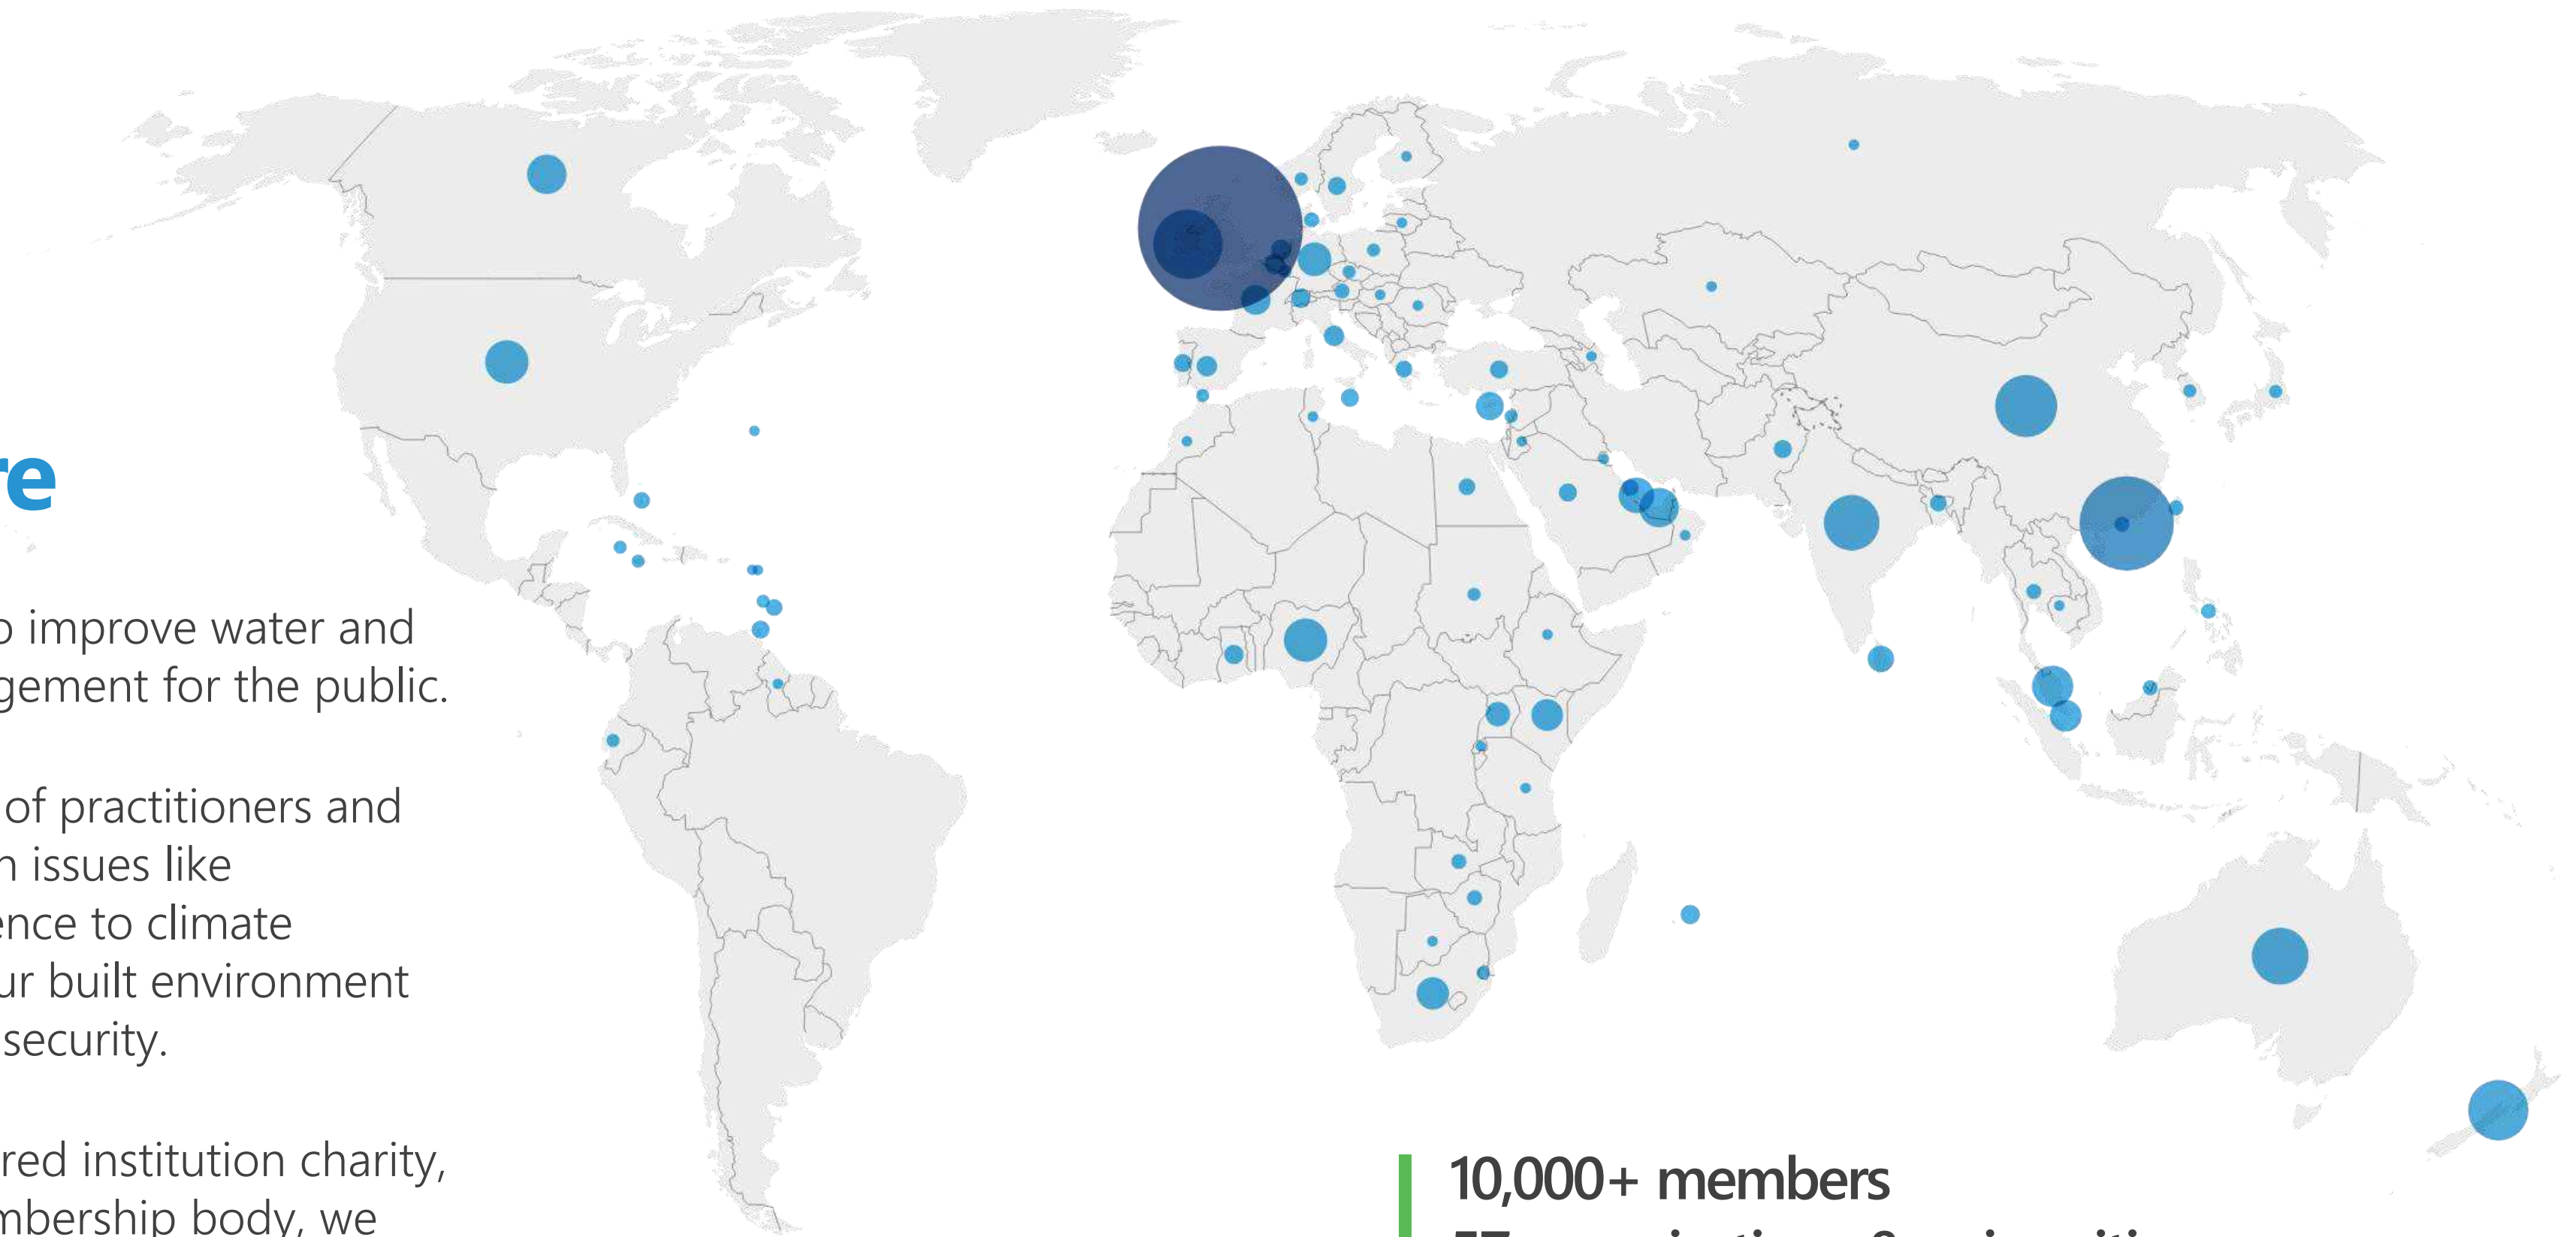 re
o improve water and
gement for the public.
of practitioners and
n issues like
ence to climate
ur built environment
security.
red institution charity,
mbership body, we
10,000+ members